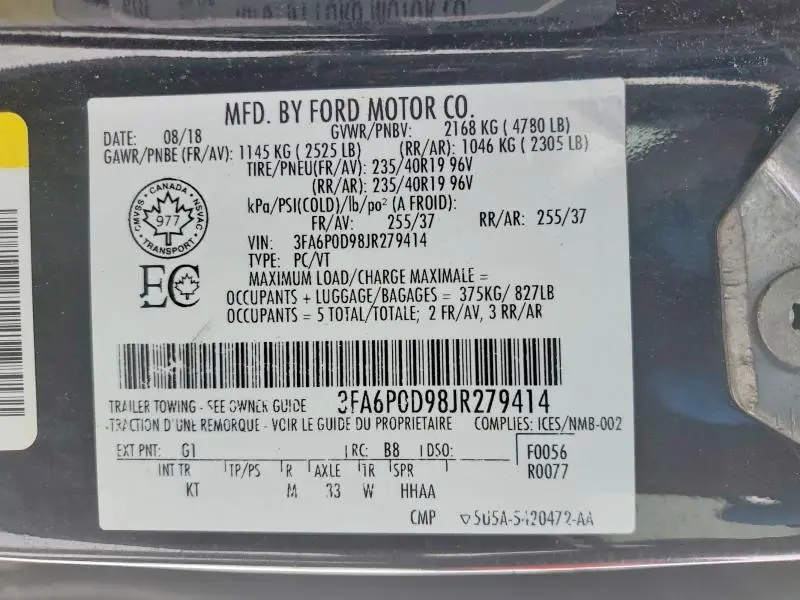 MFD. BY FORD MOTOR CO.
DATE: 08/18 GVWR/PNBV: 2168 KG ( 4780 LB)
GAWR/PNBE (FR/AV): 1145 KG ( 2525 LB) (RR/AR): 1046 KG ( 2305 LB)
TIRE/PNEU(FR/AV): 235/40R19 96V
(RR/AR): 235/40R19 96V
kPa/PSI(COLD)/lb/po² (A FROID):
FR/AV: 255/37 RR/AR: 255/37
CANADA CMVSS NSVAC 977 TRANSPORT
VIN: 3FA6P0D98JR279414
TYPE: PC/VT
EC
MAXIMUM LOAD/CHARGE MAXIMALE =
OCCUPANTS + LUGGAGE/BAGAGES = 375KG/ 827LB
OCCUPANTS = 5 TOTAL/TOTALE; 2 FR/AV, 3 RR/AR
3FA6P0D98JR279414
TRAILER TOWING - SEE OWNER GUIDE
-TRACTION D'UNE REMORQUE - VOIR LE GUIDE DU PROPRIETAIRE COMPLIES: ICES/NMB-002
EXT PNT: G1 RC: B8 DSO: F0056
INT TR TP/PS R AXLE TR SPR R0077
KT M 33 W HHAA
CMP